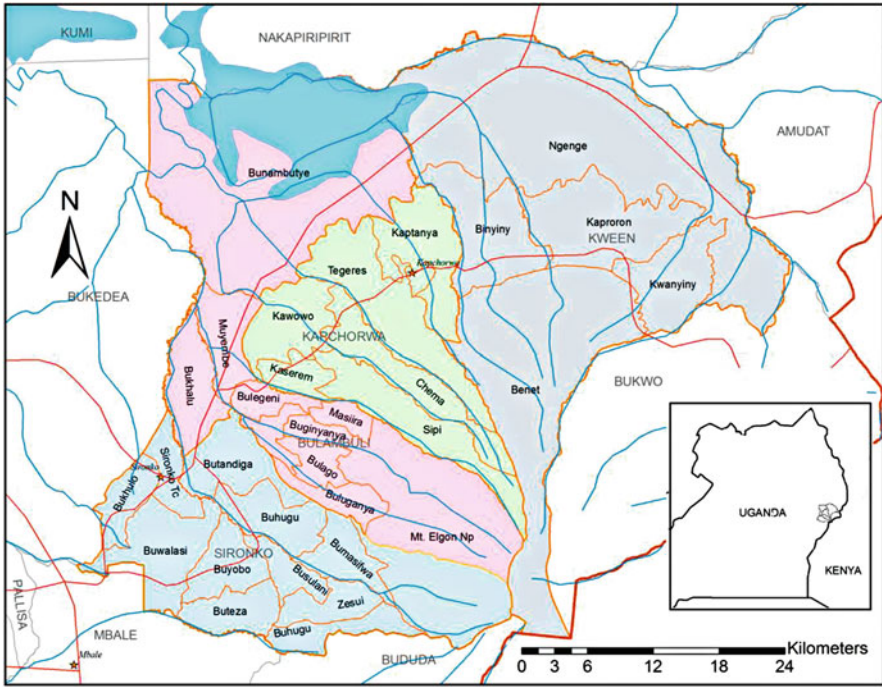 KUMI
NAKAPIRIPIRIT
AMUDAT
Ngenge
Bunambutye
N
Kaptanya
Binyiny
Kaproron
KWEEN
Tegeres
Kapchorwa
Kwanyiny
BUKEDEA
Kawowo
Muyembe
KAPCHORWA
Bukhalu
Kaserem
Chema
Benet
BUKWO
Bulegeni
Masiira
Sipi
Buginyanya
BULAMBULI
Bulago
Buluganya
Sironko
Sironko Tc
Butandiga
Bukhulo
Mt. Elgon Np
UGANDA
KENYA
Buhugu
Buwalasi
SIRONKO
Bumasifwa
Buyobo
Busulani
Zesui
Buteza
Buhugu
PALLISA
MBALE
Mbale
BUDUDA
Kilometers
0 3 6 12 18 24